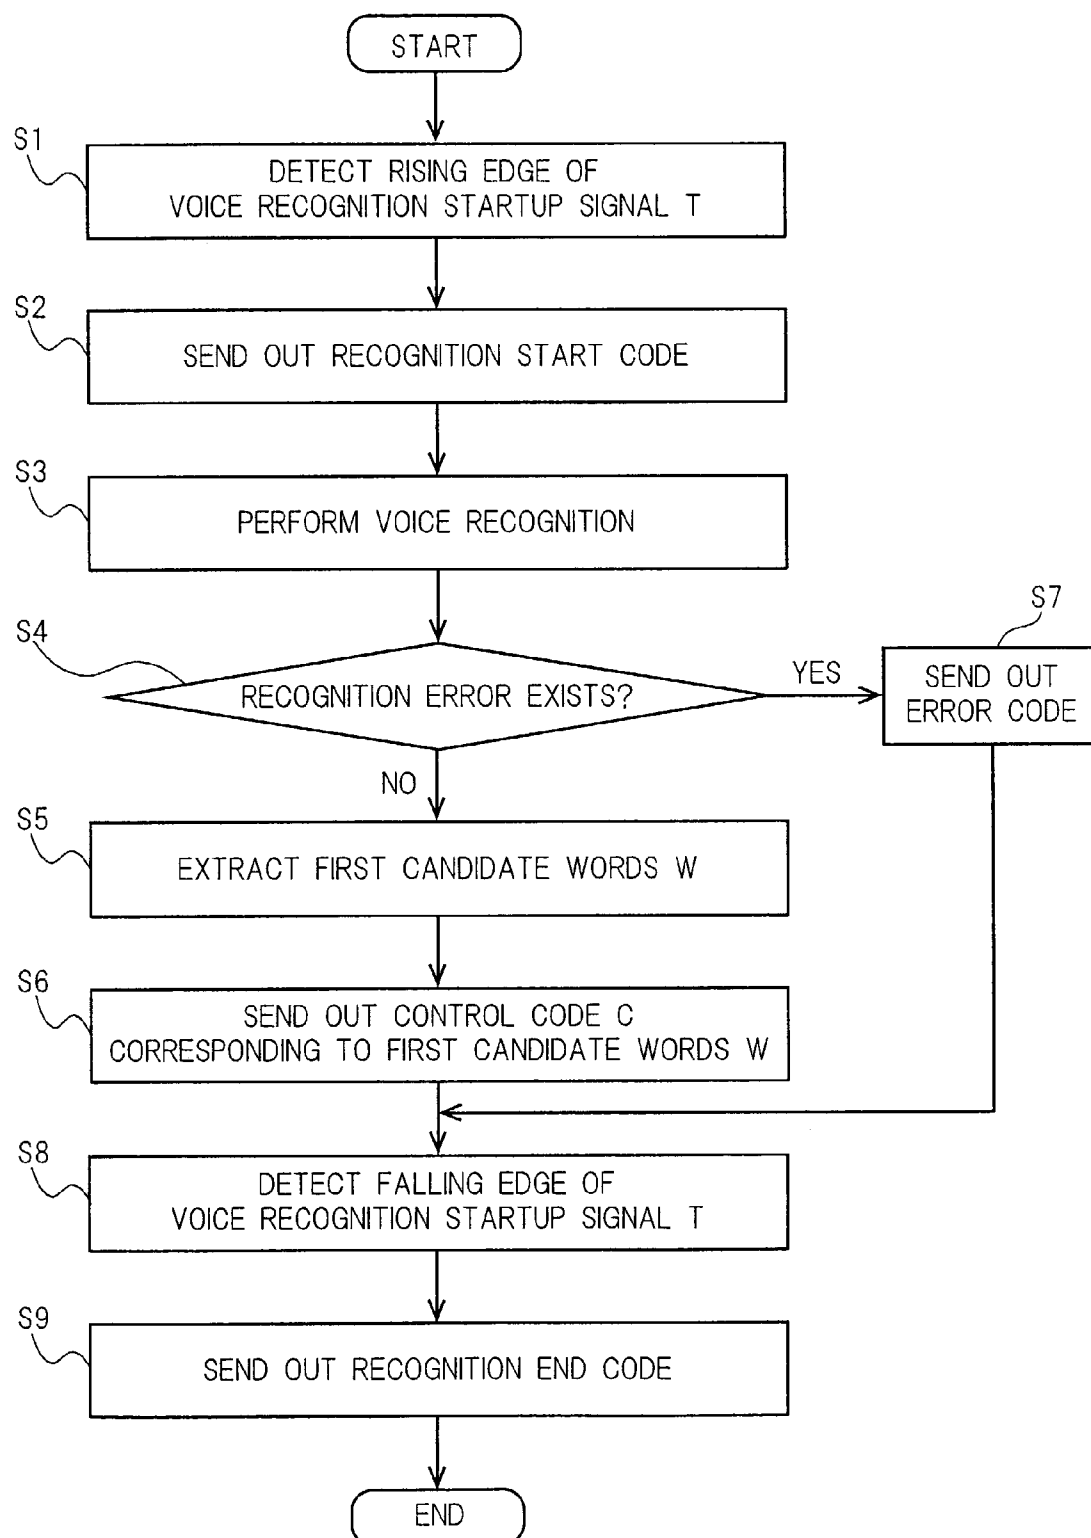 START
S1
DETECT RISING EDGE OF
VOICE RECOGNITION STARTUP SIGNAL T
S2
SEND OUT RECOGNITION START CODE
S3
PERFORM VOICE RECOGNITION
S4
RECOGNITION ERROR EXISTS?
YES
S7
SEND OUT
ERROR CODE
NO
S5
EXTRACT FIRST CANDIDATE WORDS W
S6
SEND OUT CONTROL CODE C
CORRESPONDING TO FIRST CANDIDATE WORDS W
S8
DETECT FALLING EDGE OF
VOICE RECOGNITION STARTUP SIGNAL T
S9
SEND OUT RECOGNITION END CODE
END